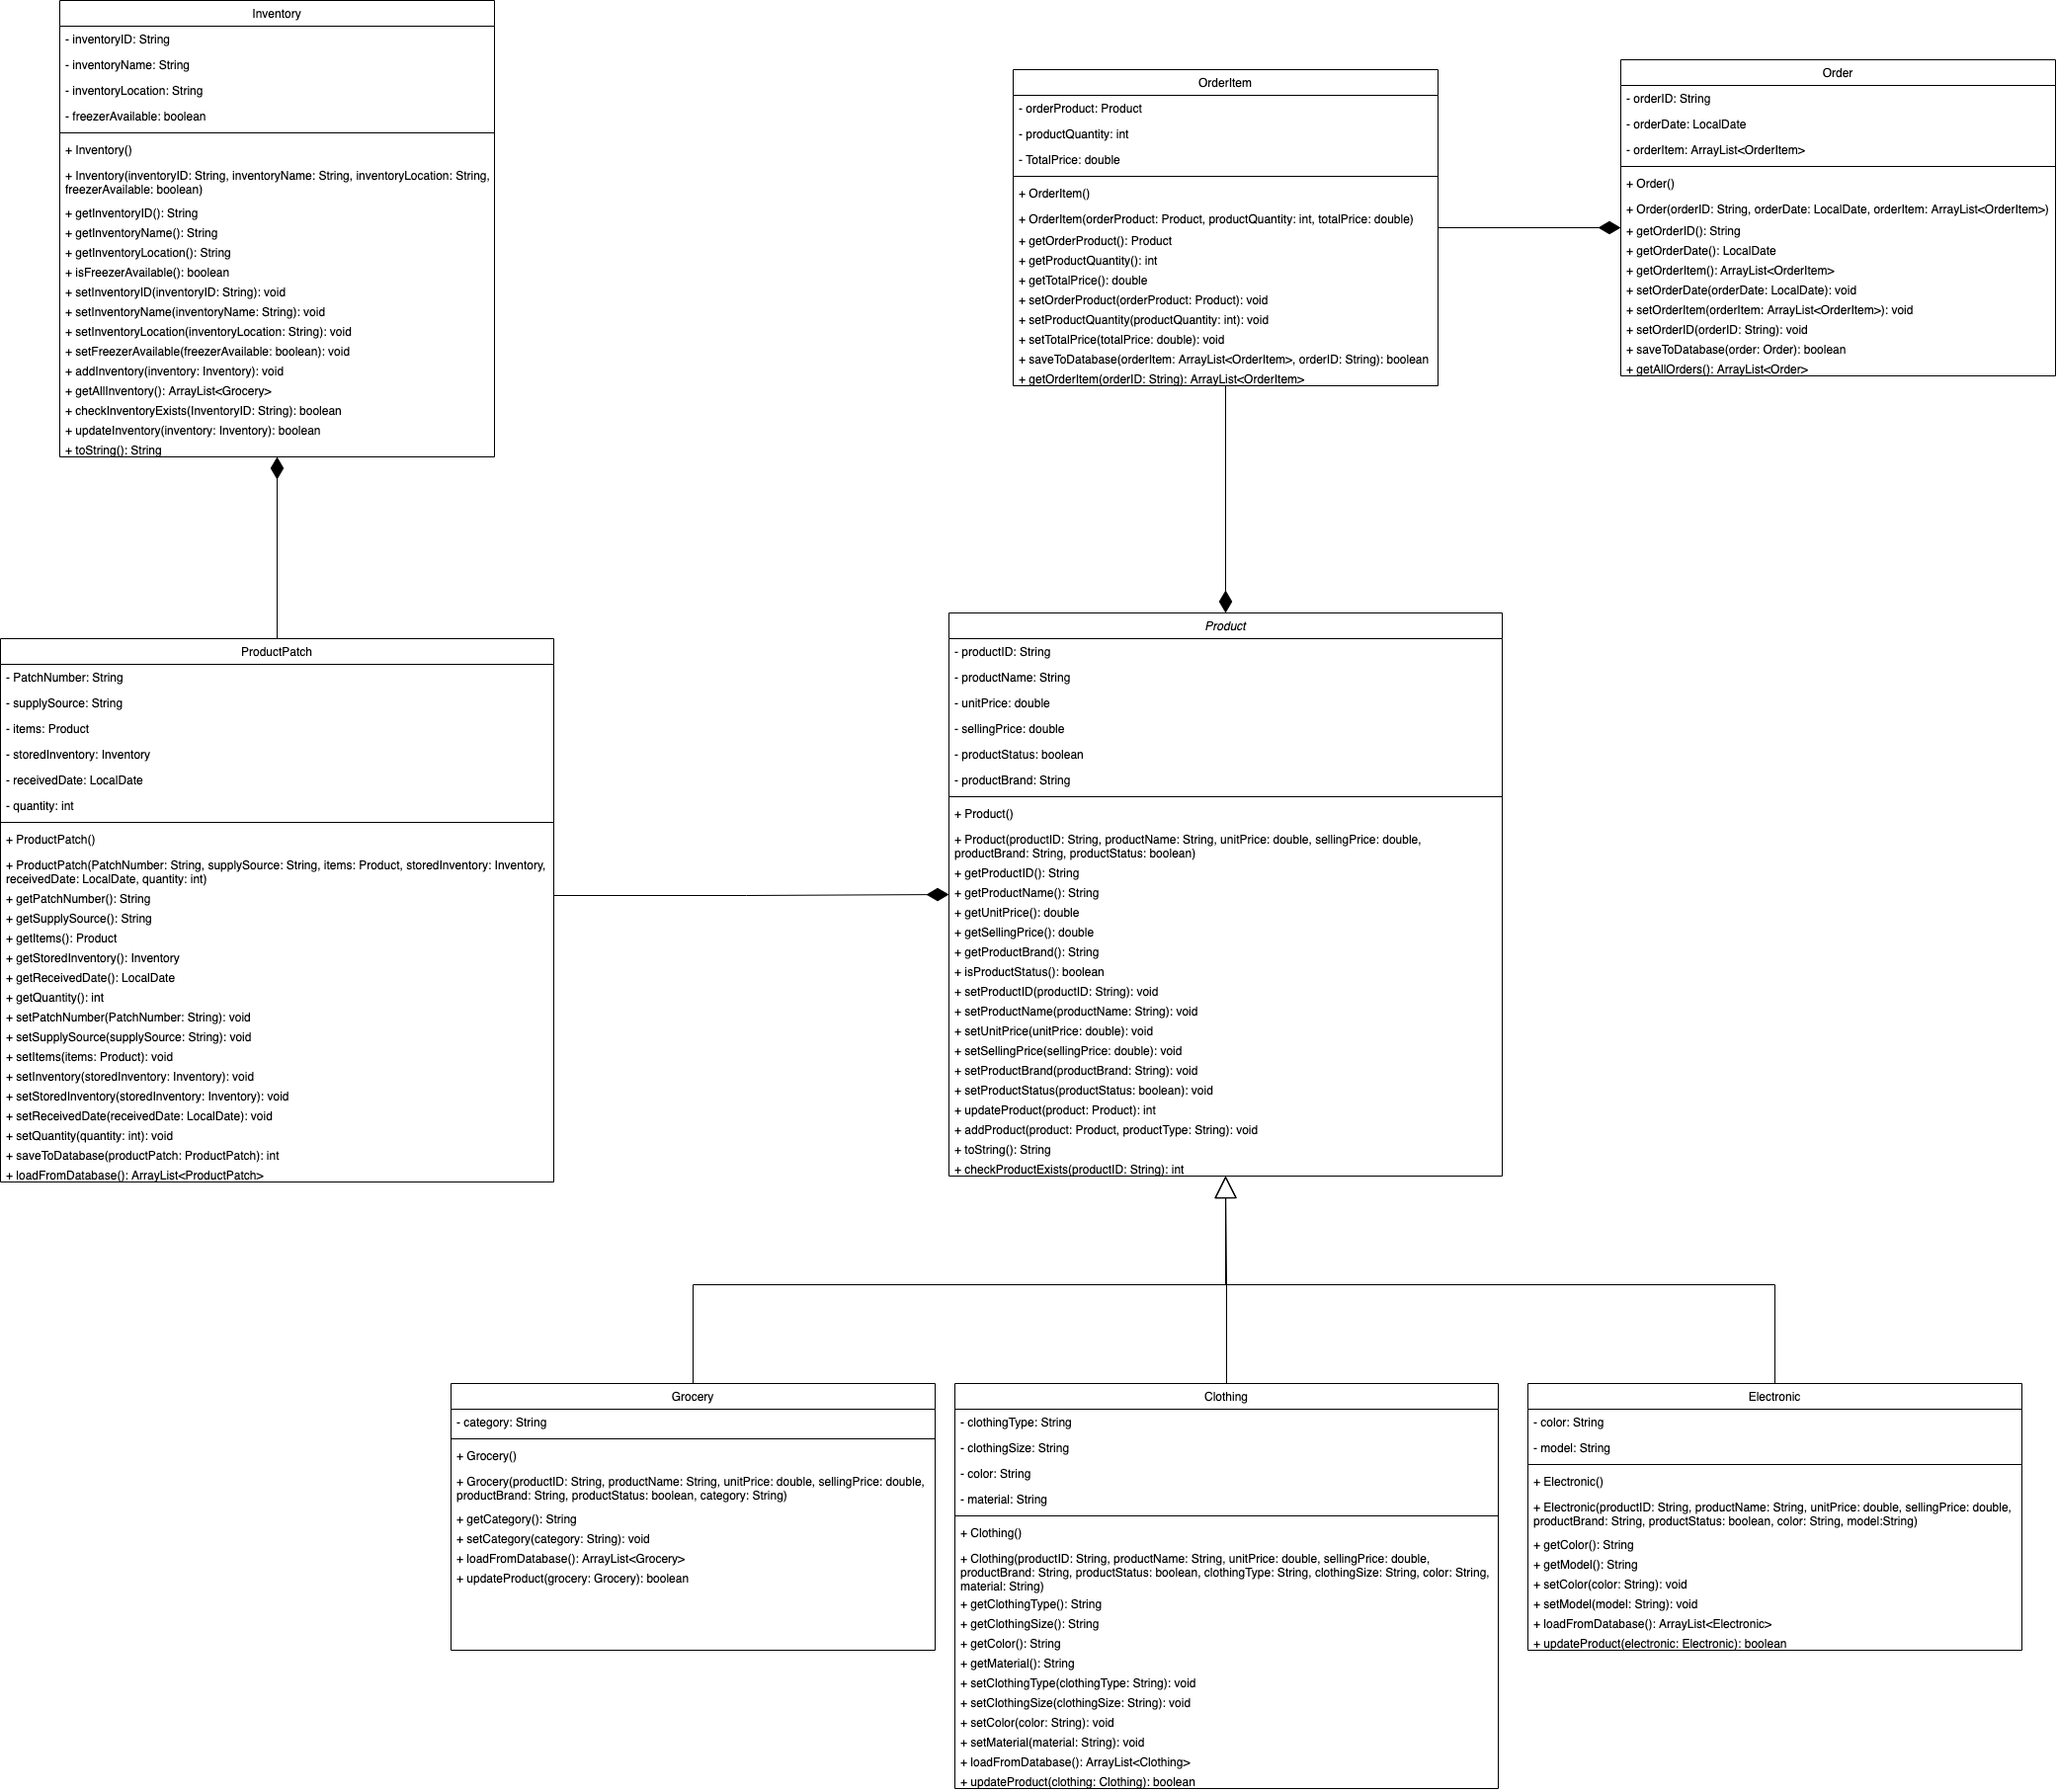 Inventory
- inventoryID: String
- inventoryName: String
- inventoryLocation: String
- freezerAvailable: boolean
+ Inventory()
+ Inventory(inventoryID: String, inventoryName: String, inventoryLocation: String,
freezerAvailable: boolean)
+ getInventoryID(): String
+ getInventoryName(): String
+ getInventoryLocation(): String
+ isFreezerAvailable(): boolean
+ setInventoryID(inventoryID: String): void
+ setInventoryName(inventoryName: String): void
+ setInventoryLocation(inventoryLocation: String): void
+ setFreezerAvailable(freezerAvailable: boolean): void
+ addInventory(inventory: Inventory): void
+ getAllInventory(): ArrayList<Grocery>
+ checkInventoryExists(InventoryID: String): boolean
+ updateInventory(inventory: Inventory): boolean
+ toString(): String
OrderItem
- orderProduct: Product
- productQuantity: int
- TotalPrice: double
+ OrderItem()
+ OrderItem(orderProduct: Product, productQuantity: int, totalPrice: double)
+ getOrderProduct(): Product
+ getProductQuantity(): int
+ getTotalPrice(): double
+ setOrderProduct(orderProduct: Product): void
+ setProductQuantity(productQuantity: int): void
+ setTotalPrice(totalPrice: double): void
+ saveToDatabase(orderItem: ArrayList<OrderItem>, orderID: String): boolean
+ getOrderItem(orderID: String): ArrayList<OrderItem>
Order
- orderID: String
- orderDate: LocalDate
- orderItem: ArrayList<OrderItem>
+ Order()
+ Order(orderID: String, orderDate: LocalDate, orderItem: ArrayList<OrderItem>)
+ getOrderID(): String
+ getOrderDate(): LocalDate
+ getOrderItem(): ArrayList<OrderItem>
+ setOrderDate(orderDate: LocalDate): void
+ setOrderItem(orderItem: ArrayList<OrderItem>): void
+ setOrderID(orderID: String): void
+ saveToDatabase(order: Order): boolean
+ getAllOrders(): ArrayList<Order>
ProductPatch
- PatchNumber: String
- supplySource: String
- items: Product
- storedInventory: Inventory
- receivedDate: LocalDate
- quantity: int
+ ProductPatch()
+ ProductPatch(PatchNumber: String, supplySource: String, items: Product, storedInventory: Inventory,
receivedDate: LocalDate, quantity: int)
+ getPatchNumber(): String
+ getSupplySource(): String
+ getItems(): Product
+ getStoredInventory(): Inventory
+ getReceivedDate(): LocalDate
+ getQuantity(): int
+ setPatchNumber(PatchNumber: String): void
+ setSupplySource(supplySource: String): void
+ setItems(items: Product): void
+ setInventory(storedInventory: Inventory): void
+ setStoredInventory(storedInventory: Inventory): void
+ setReceivedDate(receivedDate: LocalDate): void
+ setQuantity(quantity: int): void
+ saveToDatabase(productPatch: ProductPatch): int
+ loadFromDatabase(): ArrayList<ProductPatch>
Product
- productID: String
- productName: String
- unitPrice: double
- sellingPrice: double
- productStatus: boolean
- productBrand: String
+ Product()
+ Product(productID: String, productName: String, unitPrice: double, sellingPrice: double,
productBrand: String, productStatus: boolean)
+ getProductID(): String
+ getProductName(): String
+ getUnitPrice(): double
+ getSellingPrice(): double
+ getProductBrand(): String
+ isProductStatus(): boolean
+ setProductID(productID: String): void
+ setProductName(productName: String): void
+ setUnitPrice(unitPrice: double): void
+ setSellingPrice(sellingPrice: double): void
+ setProductBrand(productBrand: String): void
+ setProductStatus(productStatus: boolean): void
+ updateProduct(product: Product): int
+ addProduct(product: Product, productType: String): void
+ toString(): String
+ checkProductExists(productID: String): int
Grocery
- category: String
+ Grocery()
+ Grocery(productID: String, productName: String, unitPrice: double, sellingPrice: double,
productBrand: String, productStatus: boolean, category: String)
+ getCategory(): String
+ setCategory(category: String): void
+ loadFromDatabase(): ArrayList<Grocery>
+ updateProduct(grocery: Grocery): boolean
Clothing
- clothingType: String
- clothingSize: String
- color: String
- material: String
+ Clothing()
+ Clothing(productID: String, productName: String, unitPrice: double, sellingPrice: double,
productBrand: String, productStatus: boolean, clothingType: String, clothingSize: String, color: String,
material: String)
+ getClothingType(): String
+ getClothingSize(): String
+ getColor(): String
+ getMaterial(): String
+ setClothingType(clothingType: String): void
+ setClothingSize(clothingSize: String): void
+ setColor(color: String): void
+ setMaterial(material: String): void
+ loadFromDatabase(): ArrayList<Clothing>
+ updateProduct(clothing: Clothing): boolean
Electronic
- color: String
- model: String
+ Electronic()
+ Electronic(productID: String, productName: String, unitPrice: double, sellingPrice: double,
productBrand: String, productStatus: boolean, color: String, model:String)
+ getColor(): String
+ getModel(): String
+ setColor(color: String): void
+ setModel(model: String): void
+ loadFromDatabase(): ArrayList<Electronic>
+ updateProduct(electronic: Electronic): boolean